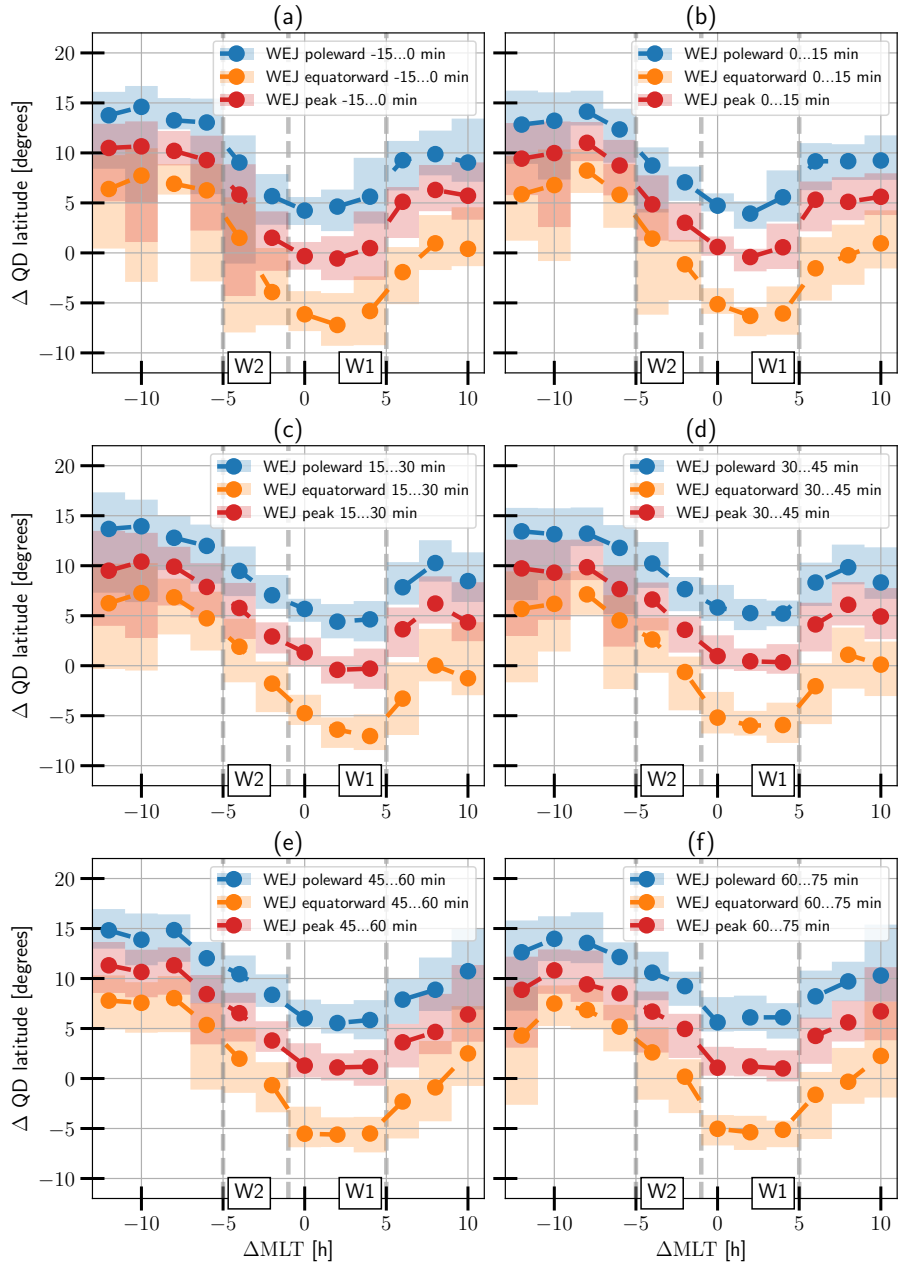 (a)
(b)
WEJ poleward -15...0 min
WEJ equatorward -15...0 min
WEJ peak -15...0 min
WEJ poleward 0...15 min
WEJ equatorward 0...15 min
WEJ peak 0...15 min
Δ QD latitude [degrees]
20
15
10
5
0
−5
−10
W2
W1
W2
W1
−10
−5
0
5
10
−10
−5
0
5
10
(c)
(d)
WEJ poleward 15...30 min
WEJ equatorward 15...30 min
WEJ peak 15...30 min
WEJ poleward 30...45 min
WEJ equatorward 30...45 min
WEJ peak 30...45 min
Δ QD latitude [degrees]
20
15
10
5
0
−5
−10
W2
W1
W2
W1
−10
−5
0
5
10
−10
−5
0
5
10
(e)
(f)
WEJ poleward 45...60 min
WEJ equatorward 45...60 min
WEJ peak 45...60 min
WEJ poleward 60...75 min
WEJ equatorward 60...75 min
WEJ peak 60...75 min
Δ QD latitude [degrees]
20
15
10
5
0
−5
−10
W2
W1
W2
W1
−10
−5
0
5
10
−10
−5
0
5
10
ΔMLT [h]
ΔMLT [h]